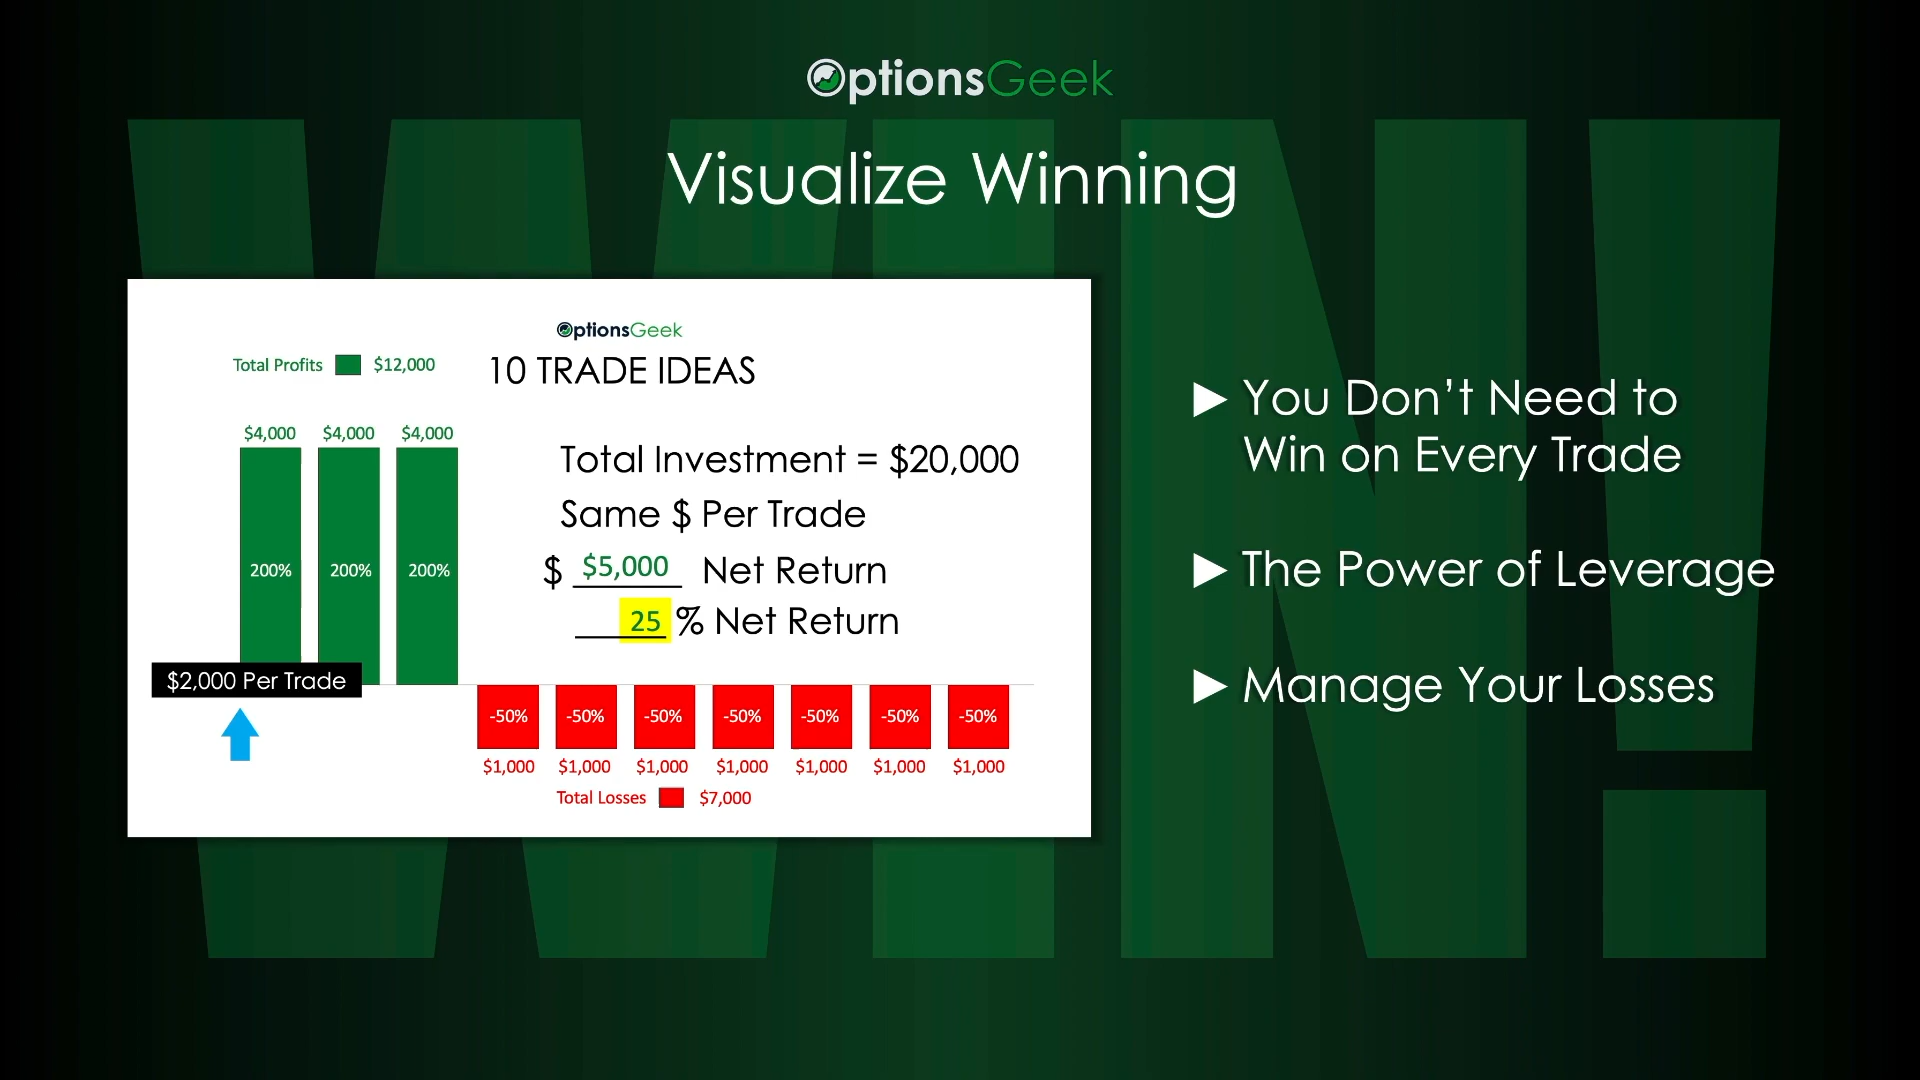 OptionsGeek
Visualize Winning
OptionsGeek
10 TRADE IDEAS
Total Profits $12,000
$4,000 $4,000 $4,000
200% 200% 200%
Total Investment = $20,000
Same $ Per Trade
$ $5,000 Net Return
25 % Net Return
$2,000 Per Trade
-50% -50% -50% -50% -50% -50% -50%
$1,000 $1,000 $1,000 $1,000 $1,000 $1,000 $1,000
Total Losses $7,000
► You Don't Need to
Win on Every Trade
► The Power of Leverage
► Manage Your Losses
WIN!